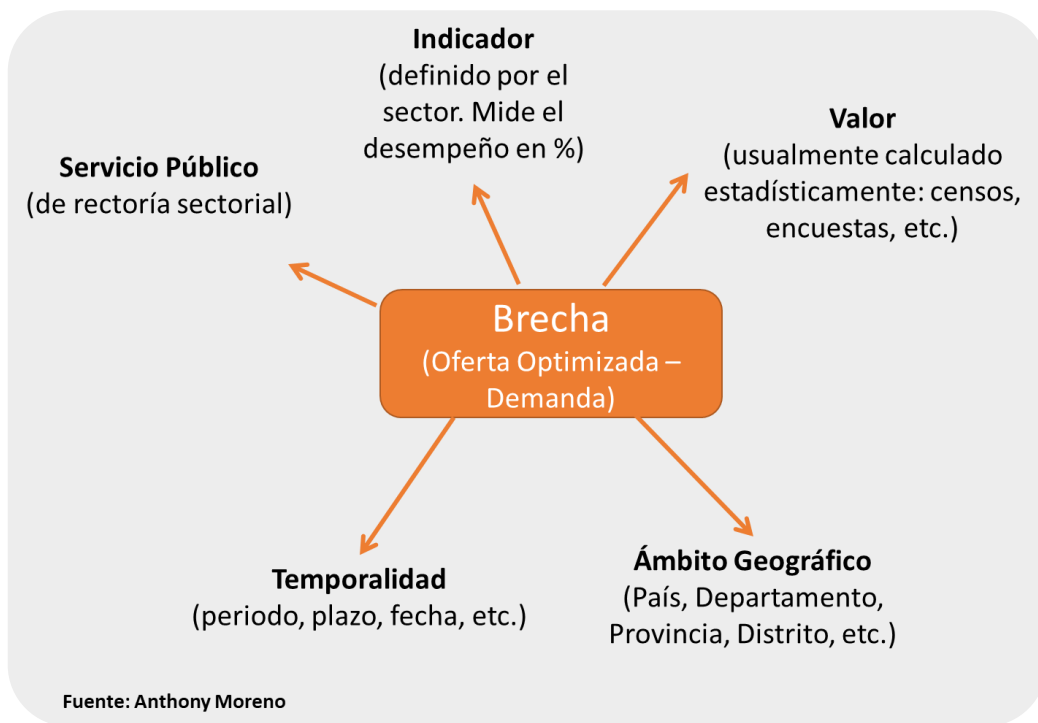 Indicador
(definido por el
sector. Mide el
desempeño en %)
Valor
(usualmente calculado
estadísticamente: censos,
encuestas, etc.)
Servicio Público
(de rectoría sectorial)
Brecha
(Oferta Optimizada –
Demanda)
Temporalidad
(periodo, plazo, fecha, etc.)
Ámbito Geográfico
(País, Departamento,
Provincia, Distrito, etc.)
Fuente: Anthony Moreno